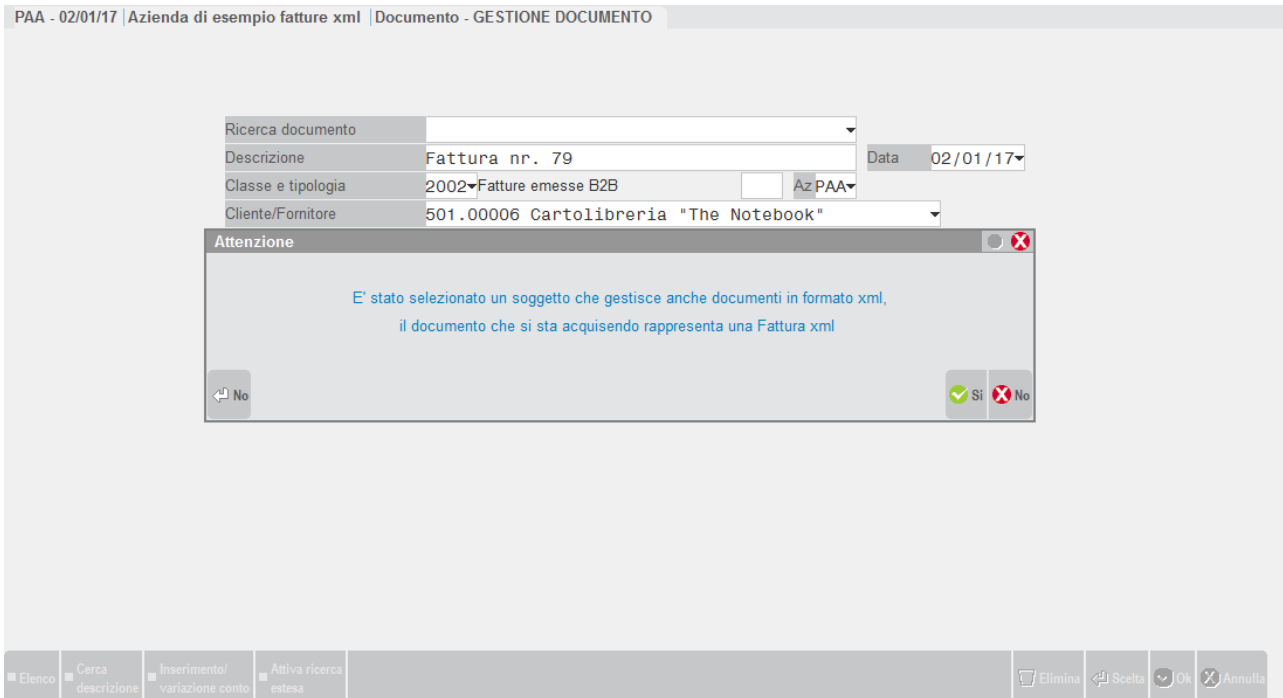 PAA - 02/01/17 Azienda di esempio fatture xml Documento - GESTIONE DOCUMENTO
Ricerca documento
Descrizione Fattura nr. 79 Data 02/01/17
Classe e tipologia 2002 Fatture emesse B2B Az PAA
Cliente/Fornitore 501.00006 Cartolibreria "The Notebook"
Attenzione
E' stato selezionato un soggetto che gestisce anche documenti in formato xml,
il documento che si sta acquisendo rappresenta una Fattura xml
No Si No
Elenco Cerca descrizione Inserimento/ variazione conto Attiva ricerca estesa Elimina Scelta Ok Annulla